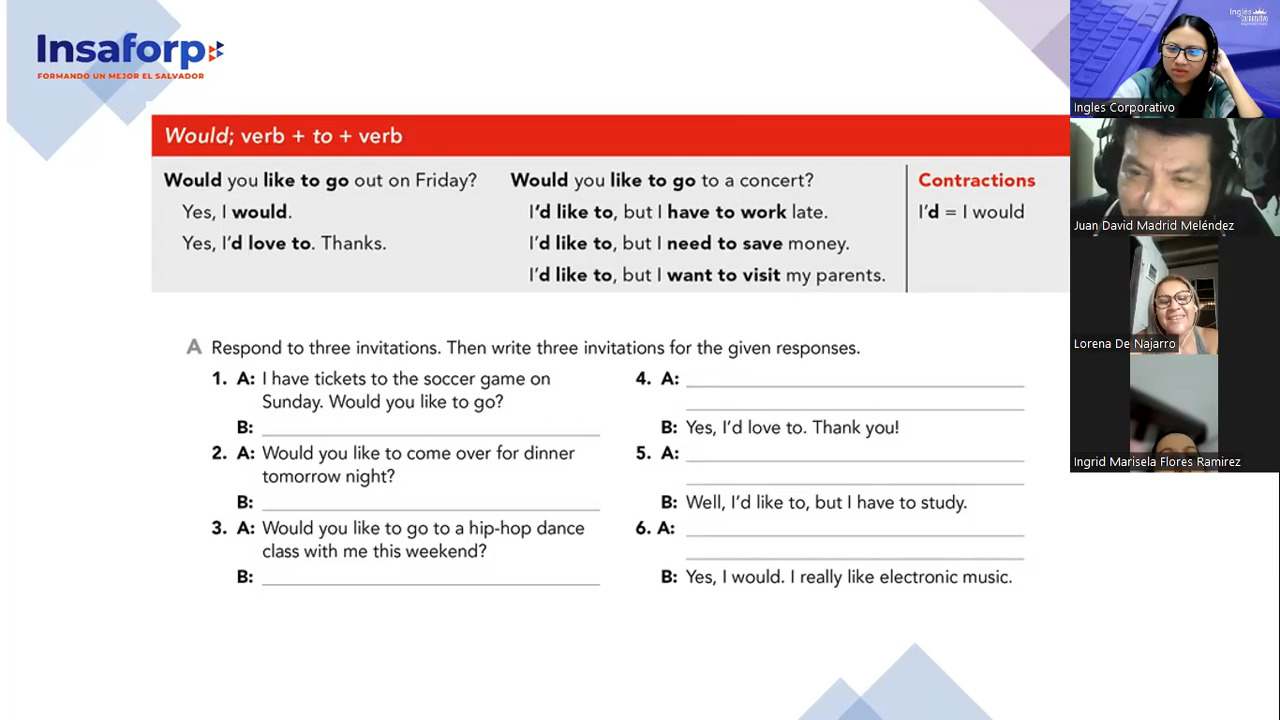 Insaforp
FORMANDO UN MEJOR EL SALVADOR
Would; verb + to + verb
Would you like to go out on Friday?
Yes, I would.
Yes, I'd love to. Thanks.
Would you like to go to a concert?
I'd like to, but I have to work late.
I'd like to, but I need to save money.
I'd like to, but I want to visit my parents.
Contractions
I'd = I would
A Respond to three invitations. Then write three invitations for the given responses.
1. A: I have tickets to the soccer game on
Sunday. Would you like to go?
B:
2. A: Would you like to come over for dinner
tomorrow night?
B:
3. A: Would you like to go to a hip-hop dance
class with me this weekend?
B:
4. A:
B: Yes, I'd love to. Thank you!
5. A:
B: Well, I'd like to, but I have to study.
6. A:
B: Yes, I would. I really like electronic music.
Ingles
Ingles Corporativo
Juan David Madrid Meléndez
Lorena De Najarro
Ingrid Marisela Flores Ramirez